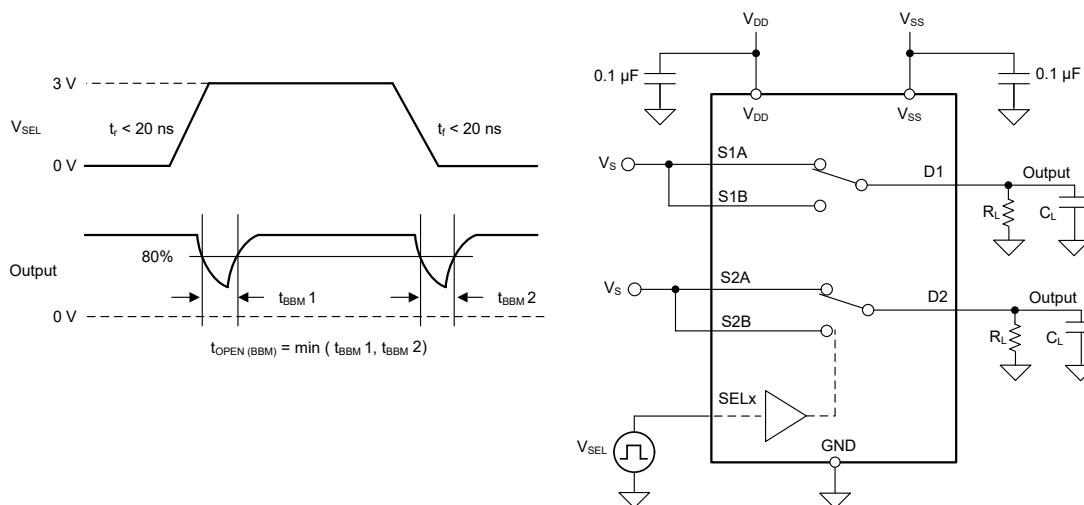 3 V
V_SEL
t_r < 20 ns
t_f < 20 ns
0 V
80%
Output
t_BBM 1
t_BBM 2
0 V
t_OPEN (BBM) = min ( t_BBM 1, t_BBM 2)
V_DD
V_SS
0.1 µF
0.1 µF
V_DD
V_SS
V_S
S1A
D1
Output
S1B
R_L
C_L
V_S
S2A
D2
Output
S2B
R_L
C_L
SELx
V_SEL
GND